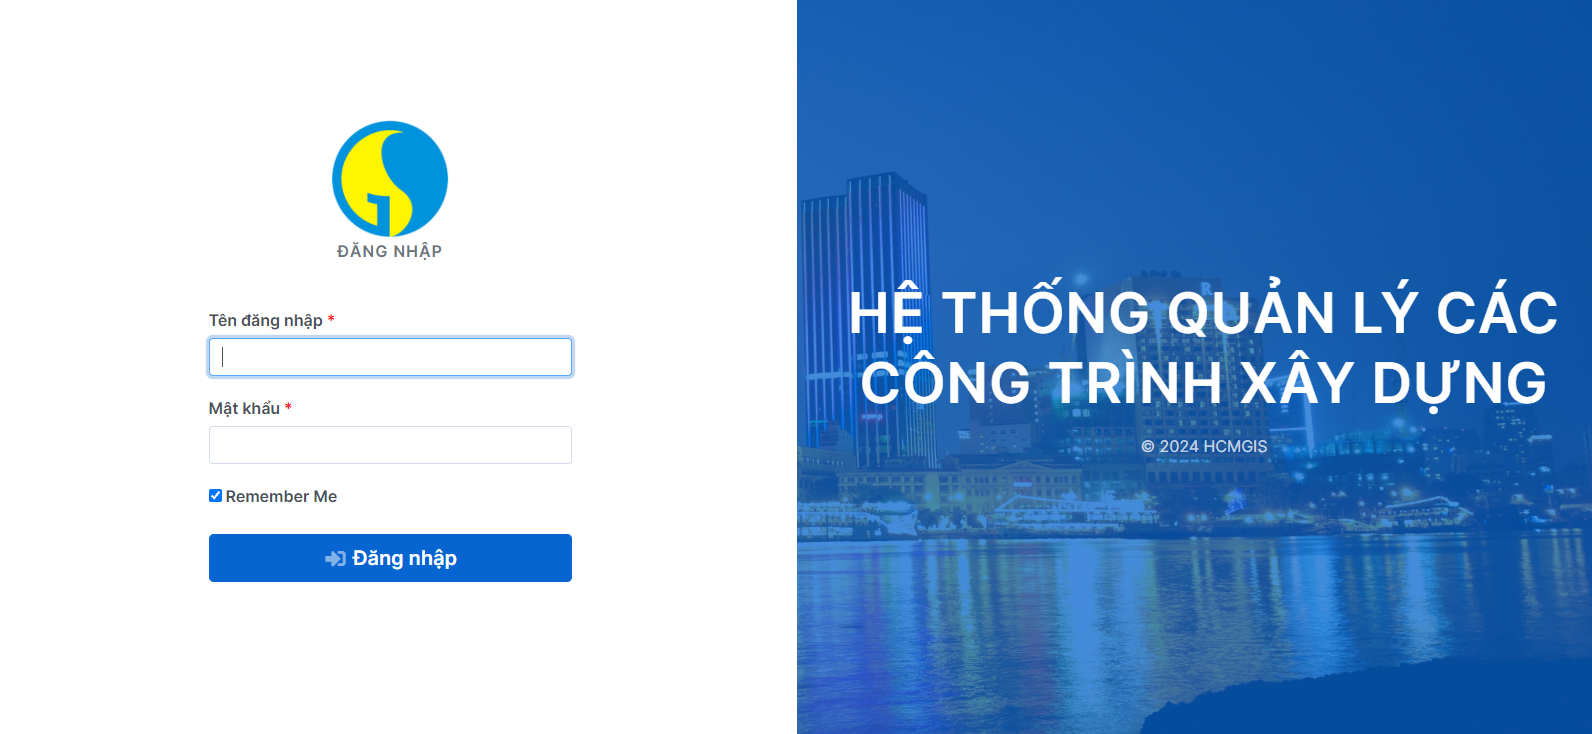 ĐĂNG NHẬP
Tên đăng nhập *
Mật khẩu *
Remember Me
Đăng nhập
HỆ THỐNG QUẢN LÝ CÁC
CÔNG TRÌNH XÂY DỰNG
© 2024 HCMGIS